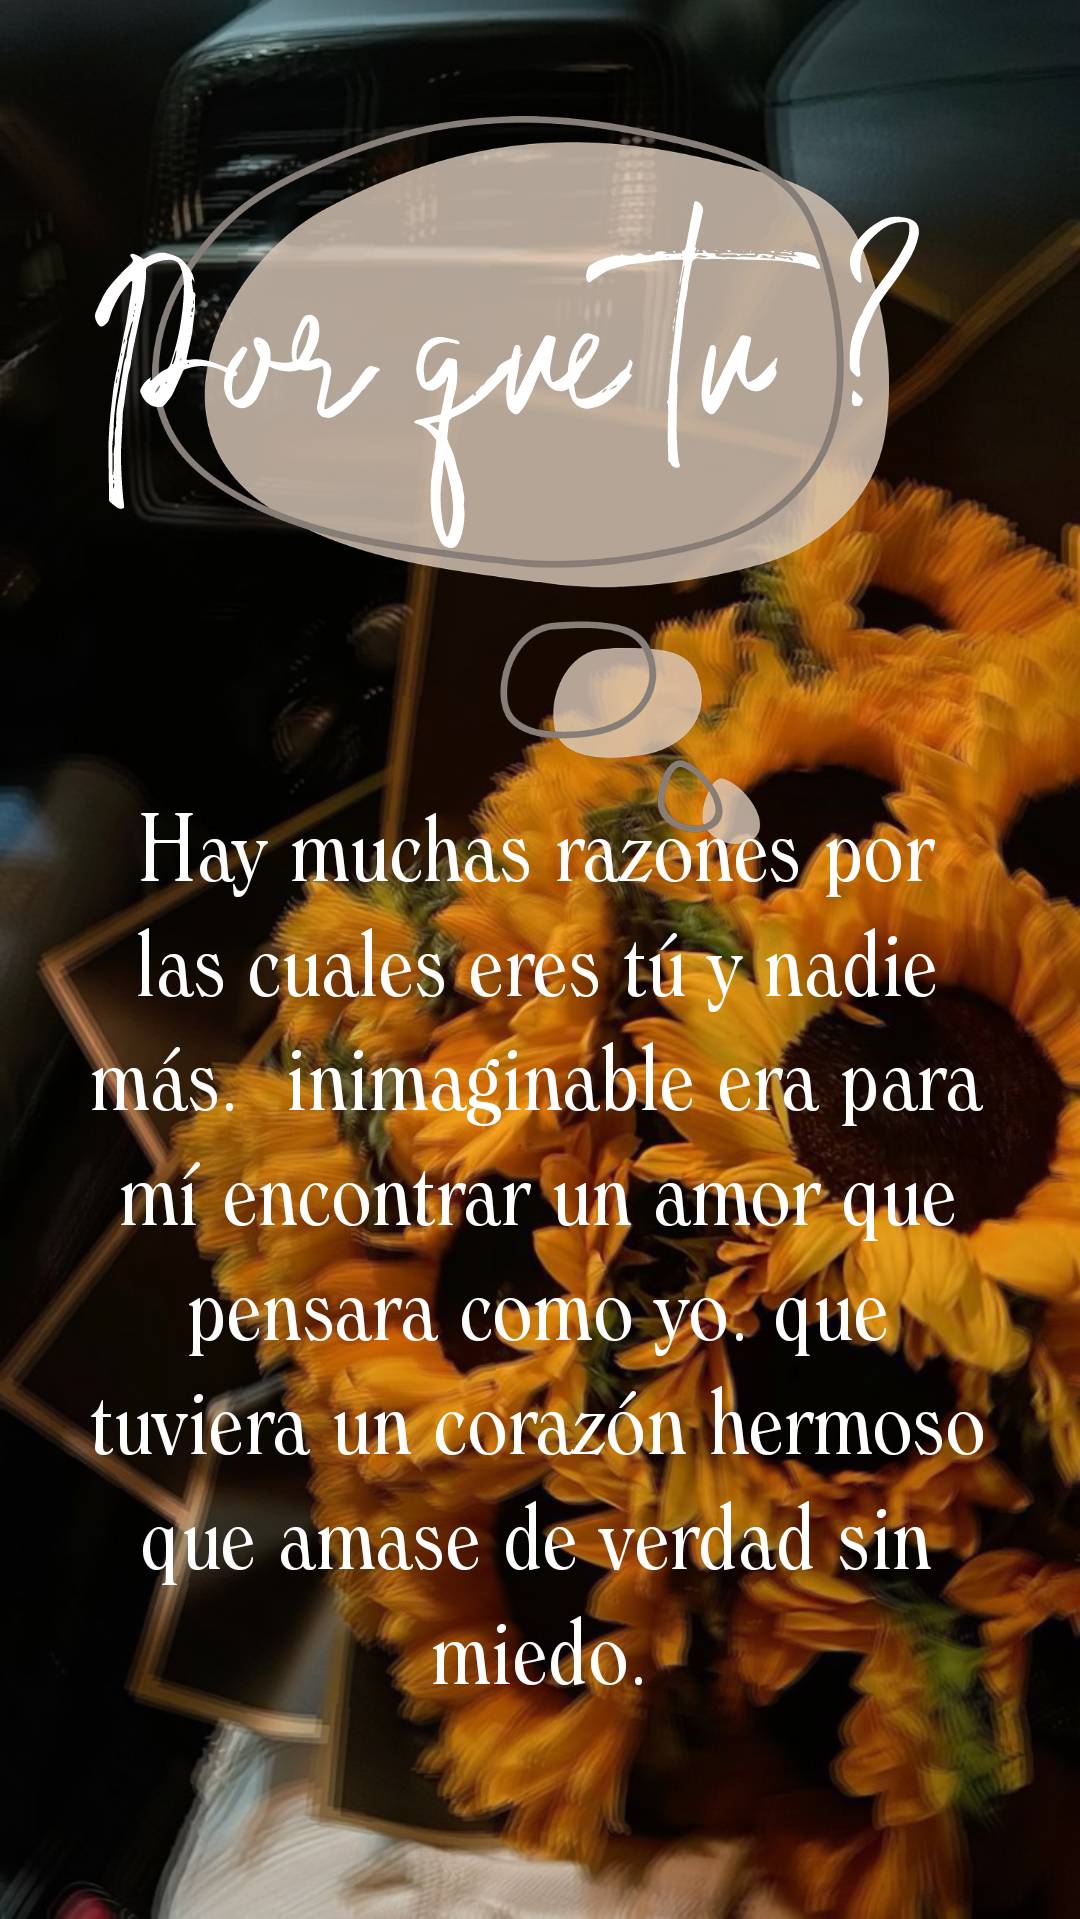 Por que tu ?
Hay muchas razones por
las cuales eres tú y nadie
más.  inimaginable era para
mí encontrar un amor que
pensara como yo. que
tuviera un corazón hermoso
que amase de verdad sin
miedo.